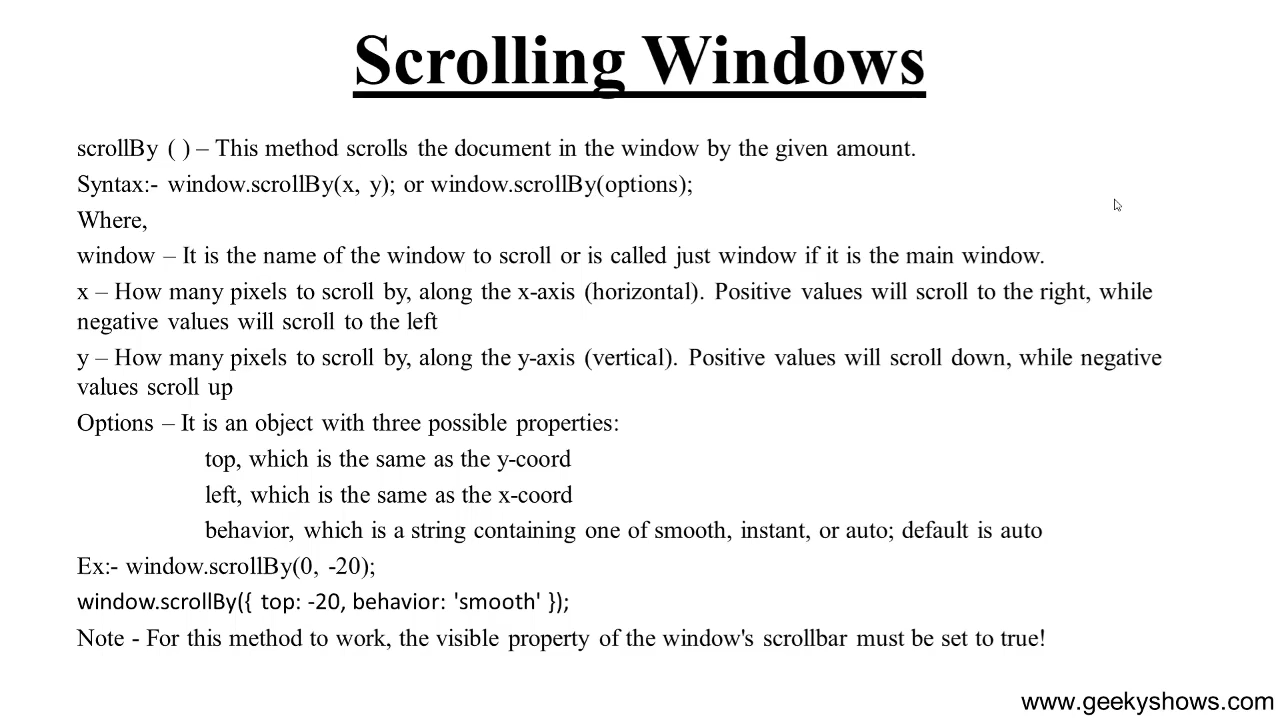 Scrolling Windows
scrollBy ( ) – This method scrolls the document in the window by the given amount.
Syntax:- window.scrollBy(x, y); or window.scrollBy(options);
Where,
window – It is the name of the window to scroll or is called just window if it is the main window.
x – How many pixels to scroll by, along the x-axis (horizontal). Positive values will scroll to the right, while
negative values will scroll to the left
y – How many pixels to scroll by, along the y-axis (vertical). Positive values will scroll down, while negative
values scroll up
Options – It is an object with three possible properties:
top, which is the same as the y-coord
left, which is the same as the x-coord
behavior, which is a string containing one of smooth, instant, or auto; default is auto
Ex:- window.scrollBy(0, -20);
window.scrollBy({ top: -20, behavior: 'smooth' });
Note - For this method to work, the visible property of the window's scrollbar must be set to true!
www.geekyshows.com